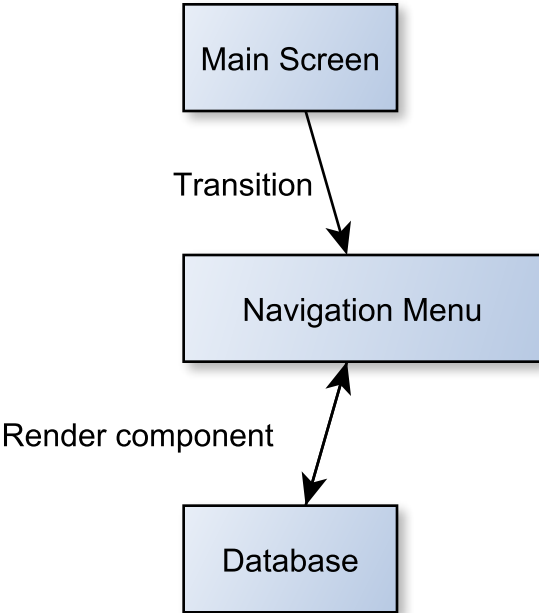 Main Screen
Transition
Navigation Menu
Render component
Database